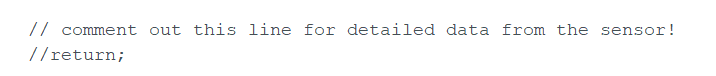 // comment out this line for detailed data from the sensor!
//return;